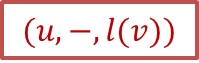 (u, −, l(v))